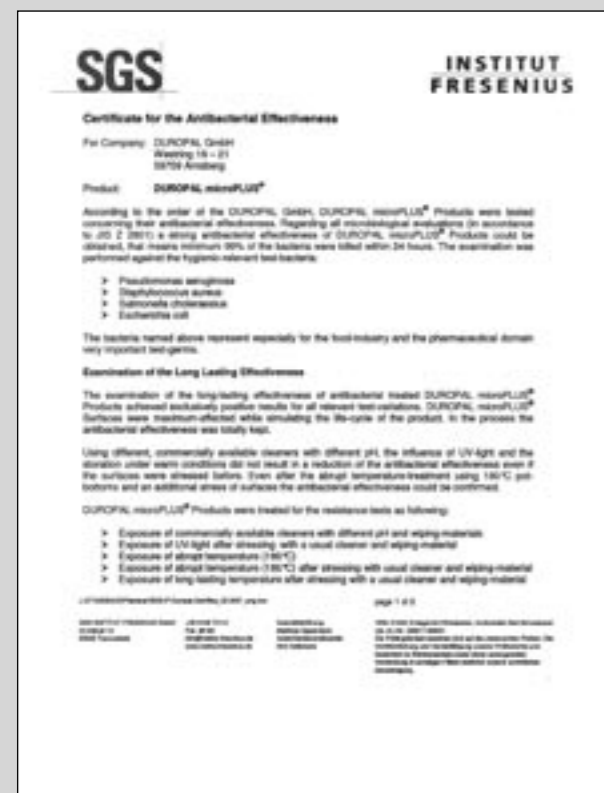 SGS
INSTITUT
FRESENIUS
Certificate for the Antibacterial Effectiveness
For Company: DUROPAL GmbH
Westring 19 – 21
59759 Arnsberg
Product: DUROPAL microPLUS®
According to the order of the DUROPAL GmbH, DUROPAL microPLUS® Products were tested
concerning their antibacterial effectiveness. Regarding all microbiological evaluations (in accordance
to JIS Z 2801) a strong antibacterial effectiveness of DUROPAL microPLUS® Products could be
obtained, that means minimum 99% of the bacteria were killed within 24 hours. The examination was
performed against the hygienic-relevant test-bacteria:
➢ Pseudomonas aeruginosa
➢ Staphylococcus aureus
➢ Salmonella choleraesius
➢ Escherichia coli
The bacteria named above represent especially for the food-industry and the pharmaceutical domain
very important test-germs.
Examination of the Long Lasting Effectiveness
The examination of the long-lasting effectiveness of antibacterial treated DUROPAL microPLUS®
Products achieved exclusively positive results for all relevant test-variations. DUROPAL microPLUS®
Surfaces were maximum-affected while simulating the life-cycle of the product. In the process the
antibacterial effectiveness was totally kept.
Using different, commercially available cleaners with different pH, the influence of UV-light and the
storation under warm conditions did not result in a reduction of the antibacterial effectiveness even if
the surfaces were stressed before. Even after the abrupt temperature-treatment using 180°C pot-
bottoms and an additional stress of surfaces the antibacterial effectiveness could be confirmed.
DUROPAL microPLUS® Products were treated for the resistance-tests as following:
➢ Exposure of commercially available cleaners with different pH and wiping-materials
➢ Exposure of UV-light after stressing with a usual cleaner and wiping-material
➢ Exposure of abrupt temperature (180°C)
➢ Exposure of abrupt temperature (180°C) after stressing with usual cleaner and wiping-material
➢ Exposure of long lasting temperature after stressing with a usual cleaner and wiping-material
page 1 of 2